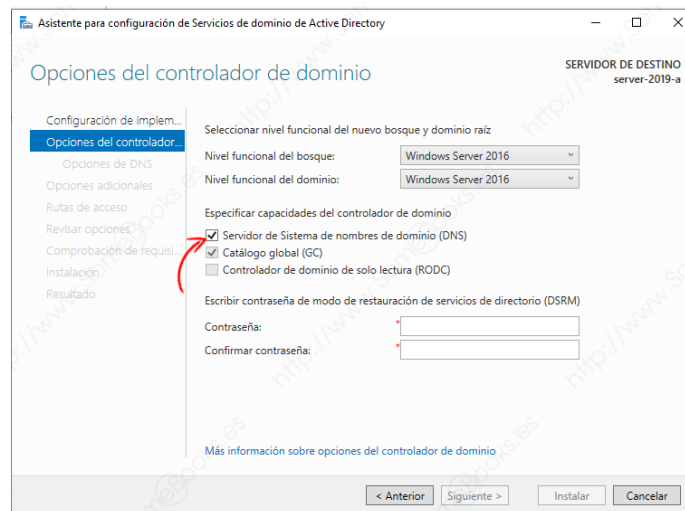 Asistente para configuración de Servicios de dominio de Active Directory
Opciones del controlador de dominio
SERVIDOR DE DESTINO
server-2019-a
Configuración de implem...
Opciones del controlador...
Opciones de DNS
Opciones adicionales
Rutas de acceso
Revisar opciones
Comprobación de requisi...
Instalación
Resultado
Seleccionar nivel funcional del nuevo bosque y dominio raíz
Nivel funcional del bosque: Windows Server 2016
Nivel funcional del dominio: Windows Server 2016
Especificar capacidades del controlador de dominio
Servidor de Sistema de nombres de dominio (DNS)
Catálogo global (GC)
Controlador de dominio de solo lectura (RODC)
Escribir contraseña de modo de restauración de servicios de directorio (DSRM)
Contraseña: *
Confirmar contraseña: *
Más información sobre opciones del controlador de dominio
< Anterior Siguiente > Instalar Cancelar
http://www.SomeBooks.es